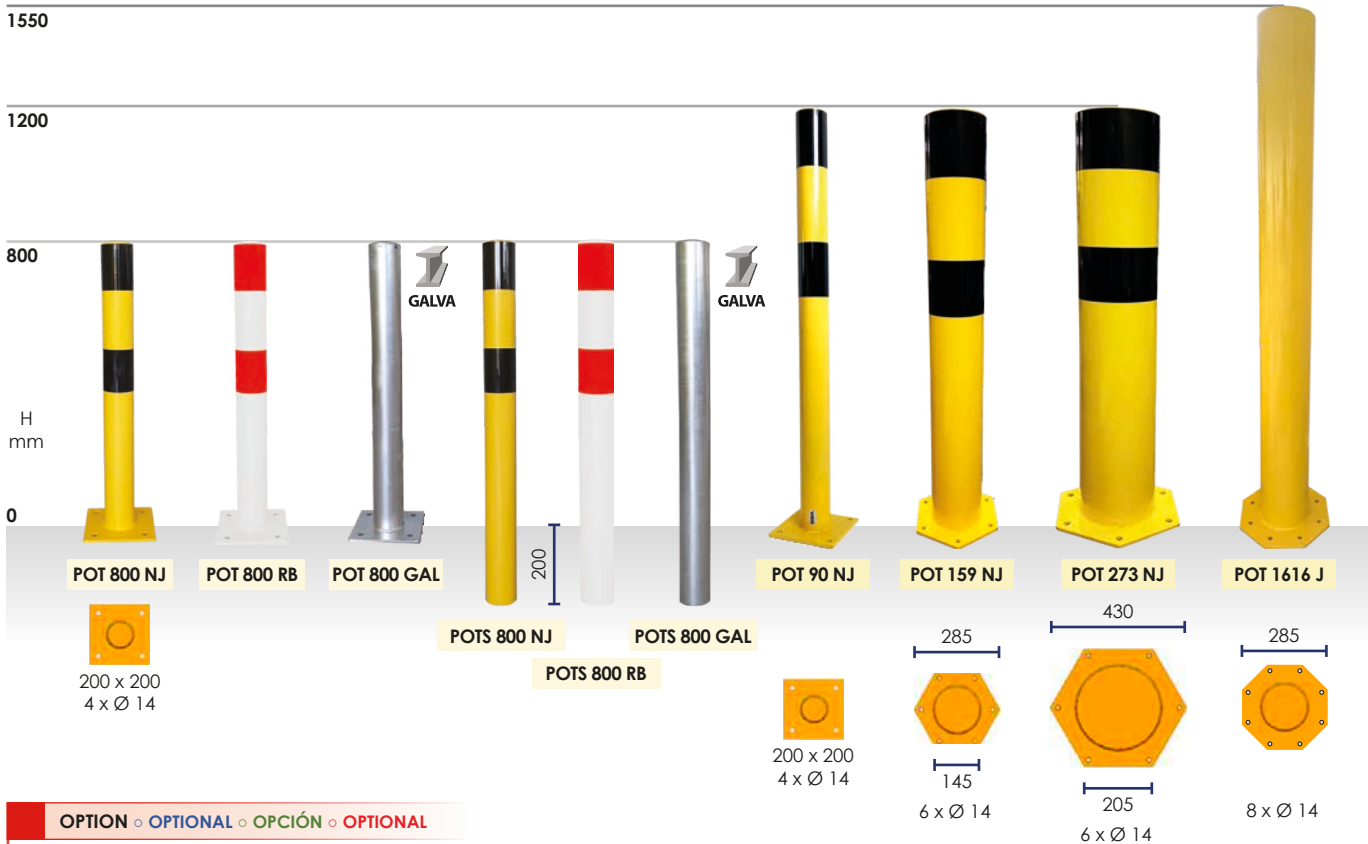 1550
1200
800
GALVA
GALVA
H
mm
0
200
POT 800 NJ
POT 800 RB
POT 800 GAL
POT 90 NJ
POT 159 NJ
POT 273 NJ
POT 1616 J
POTS 800 NJ
POTS 800 GAL
POTS 800 RB
200 x 200
4 x Ø 14
200 x 200
4 x Ø 14
285
145
6 x Ø 14
430
205
6 x Ø 14
285
8 x Ø 14
OPTION ○ OPTIONAL ○ OPCIÓN ○ OPTIONAL